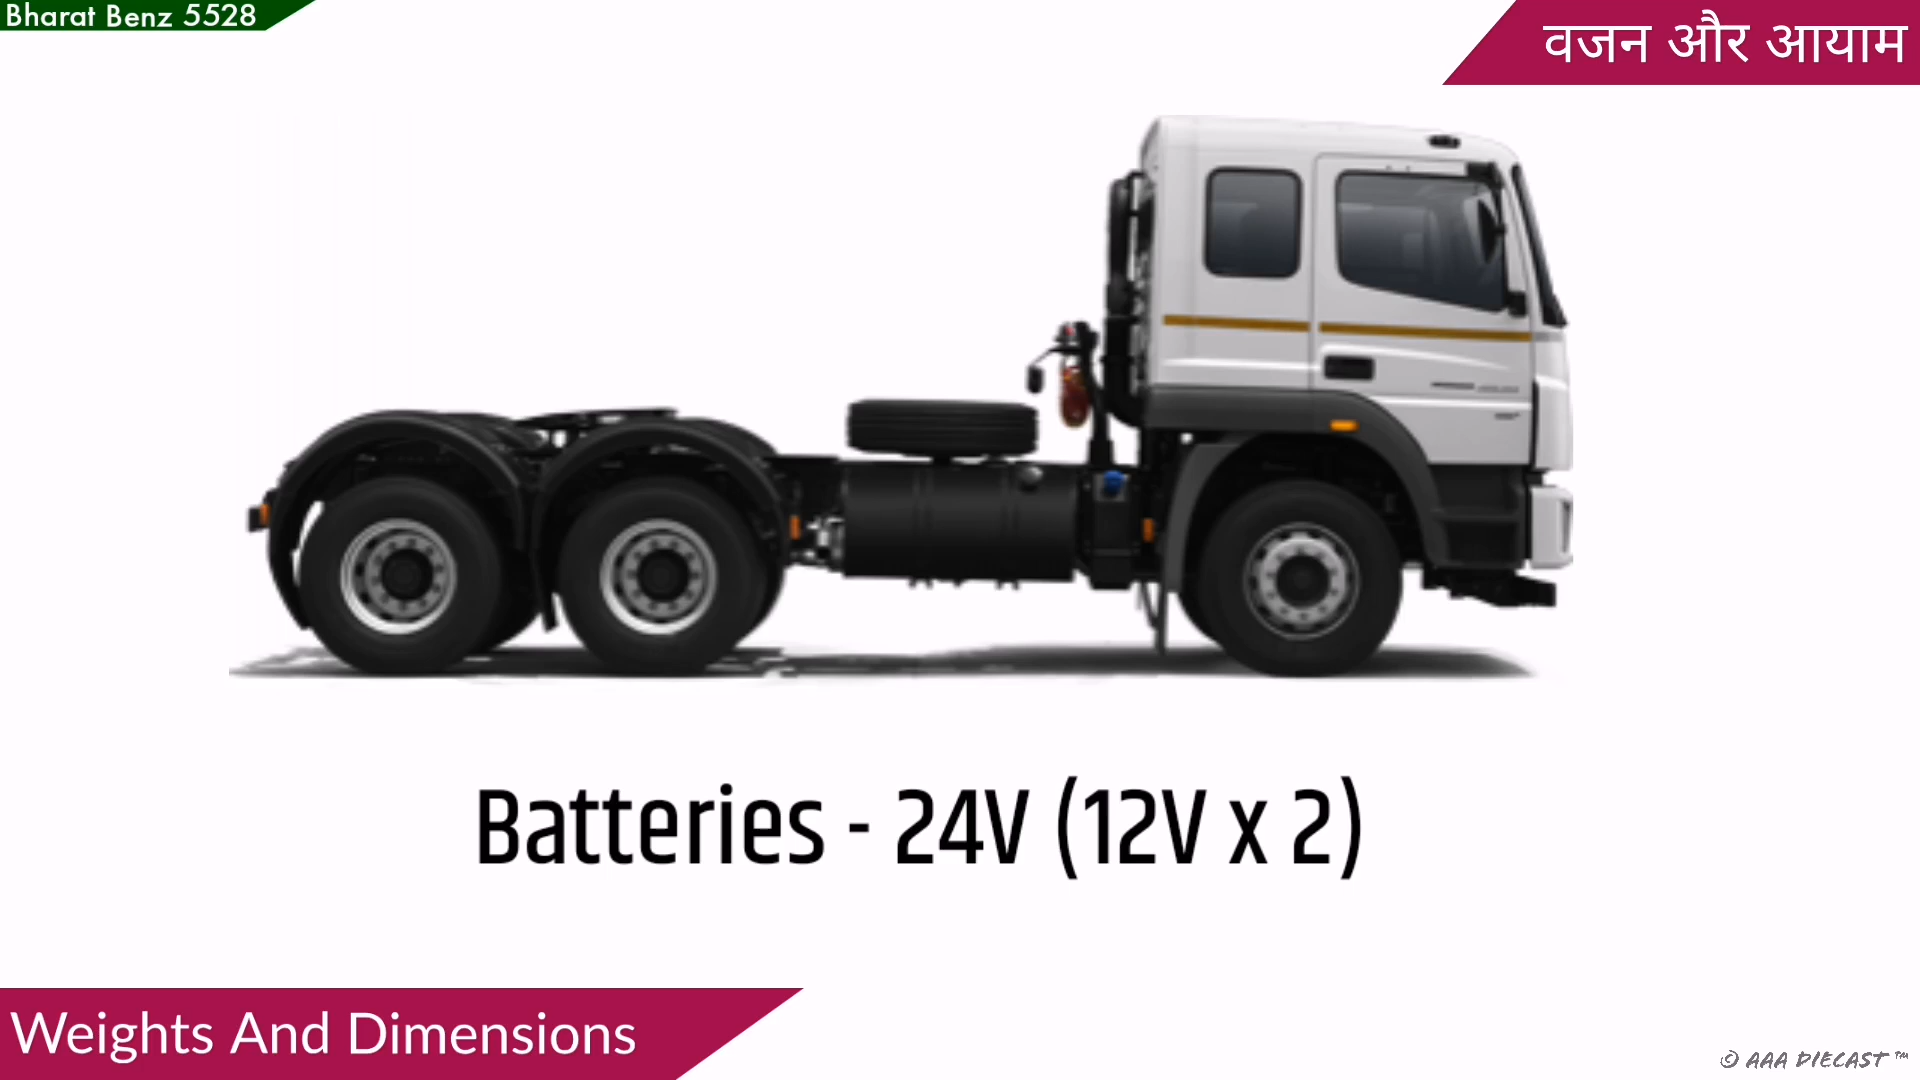 Bharat Benz 5528
वजन और आयाम
Batteries - 24V (12V x 2)
Weights And Dimensions
© AAA DIECAST ™